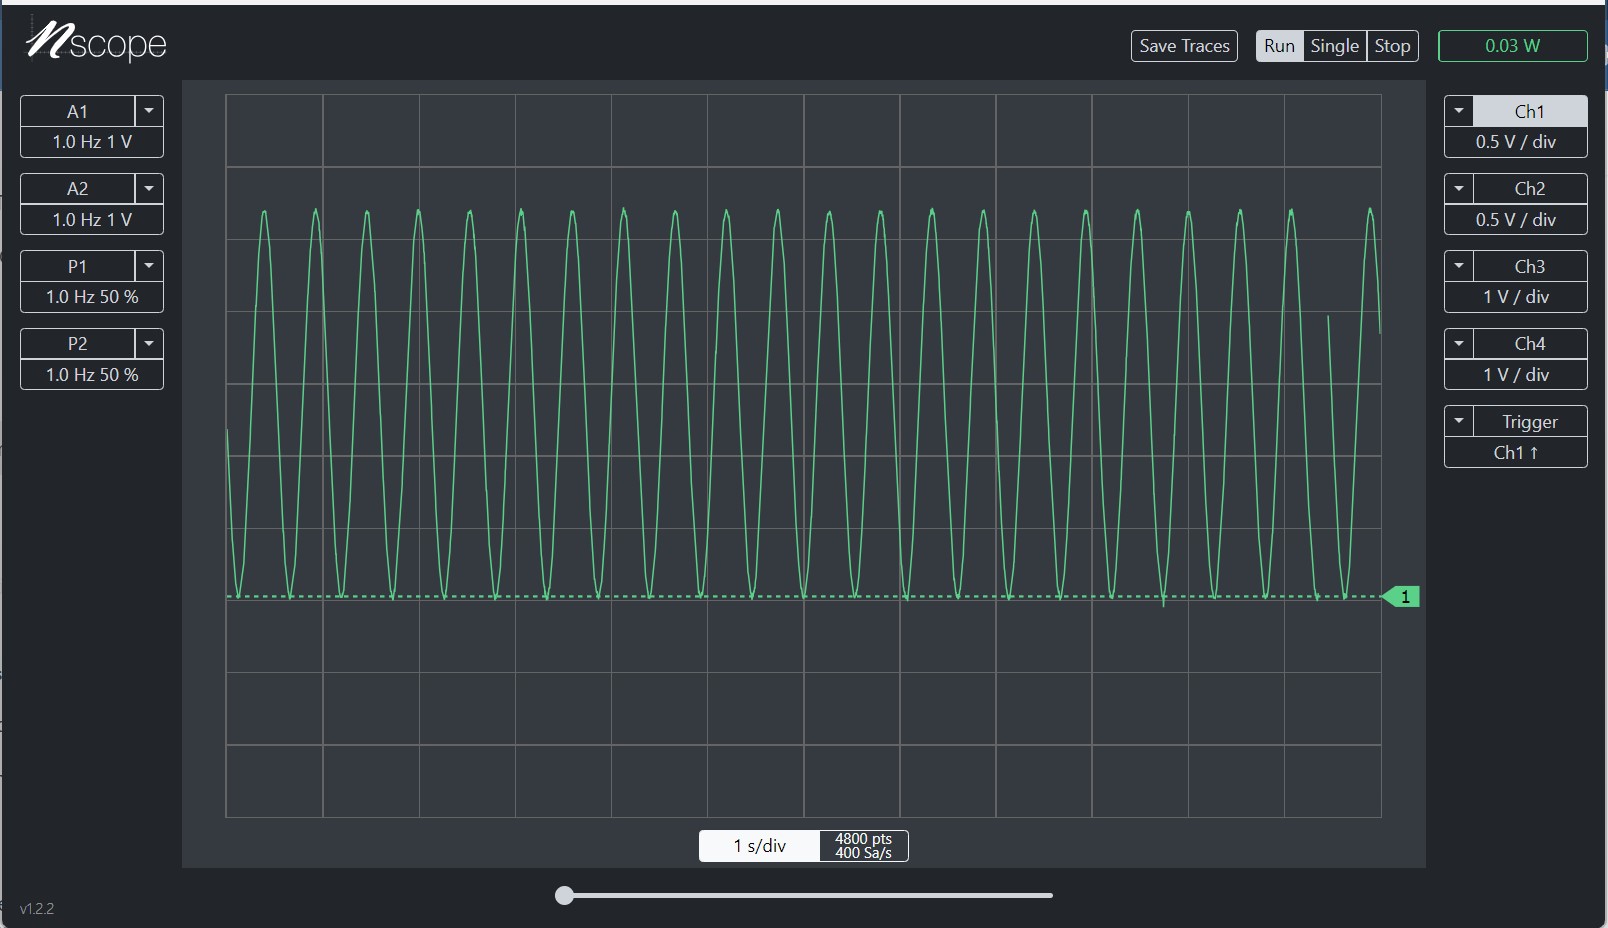 nscope
Save Traces
Run Single Stop
0.03 W
A1
1.0 Hz 1 V
A2
1.0 Hz 1 V
P1
1.0 Hz 50 %
P2
1.0 Hz 50 %
Ch1
0.5 V / div
Ch2
0.5 V / div
Ch3
1 V / div
Ch4
1 V / div
Trigger
Ch1 ↑
1
1 s/div
4800 pts
400 Sa/s
v1.2.2